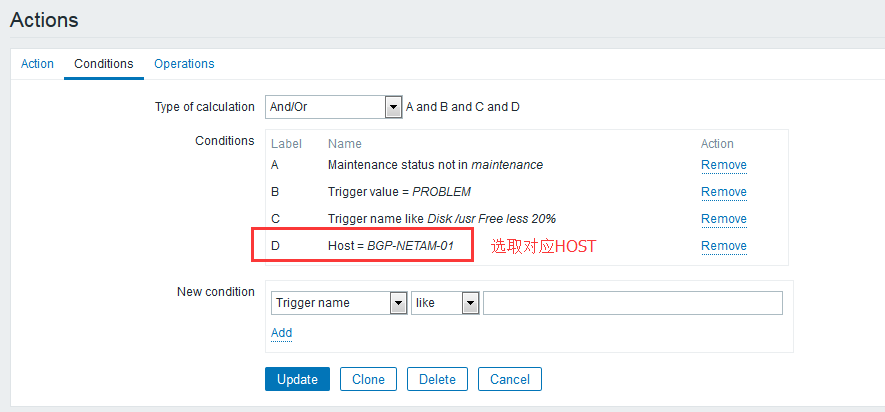 Actions
Action Conditions Operations
Type of calculation And/Or A and B and C and D
Conditions Label Name Action
A Maintenance status not in maintenance Remove
B Trigger value = PROBLEM Remove
C Trigger name like Disk /usr Free less 20% Remove
D Host = BGP-NETAM-01 选取对应HOST Remove
New condition Trigger name like
Add
Update Clone Delete Cancel